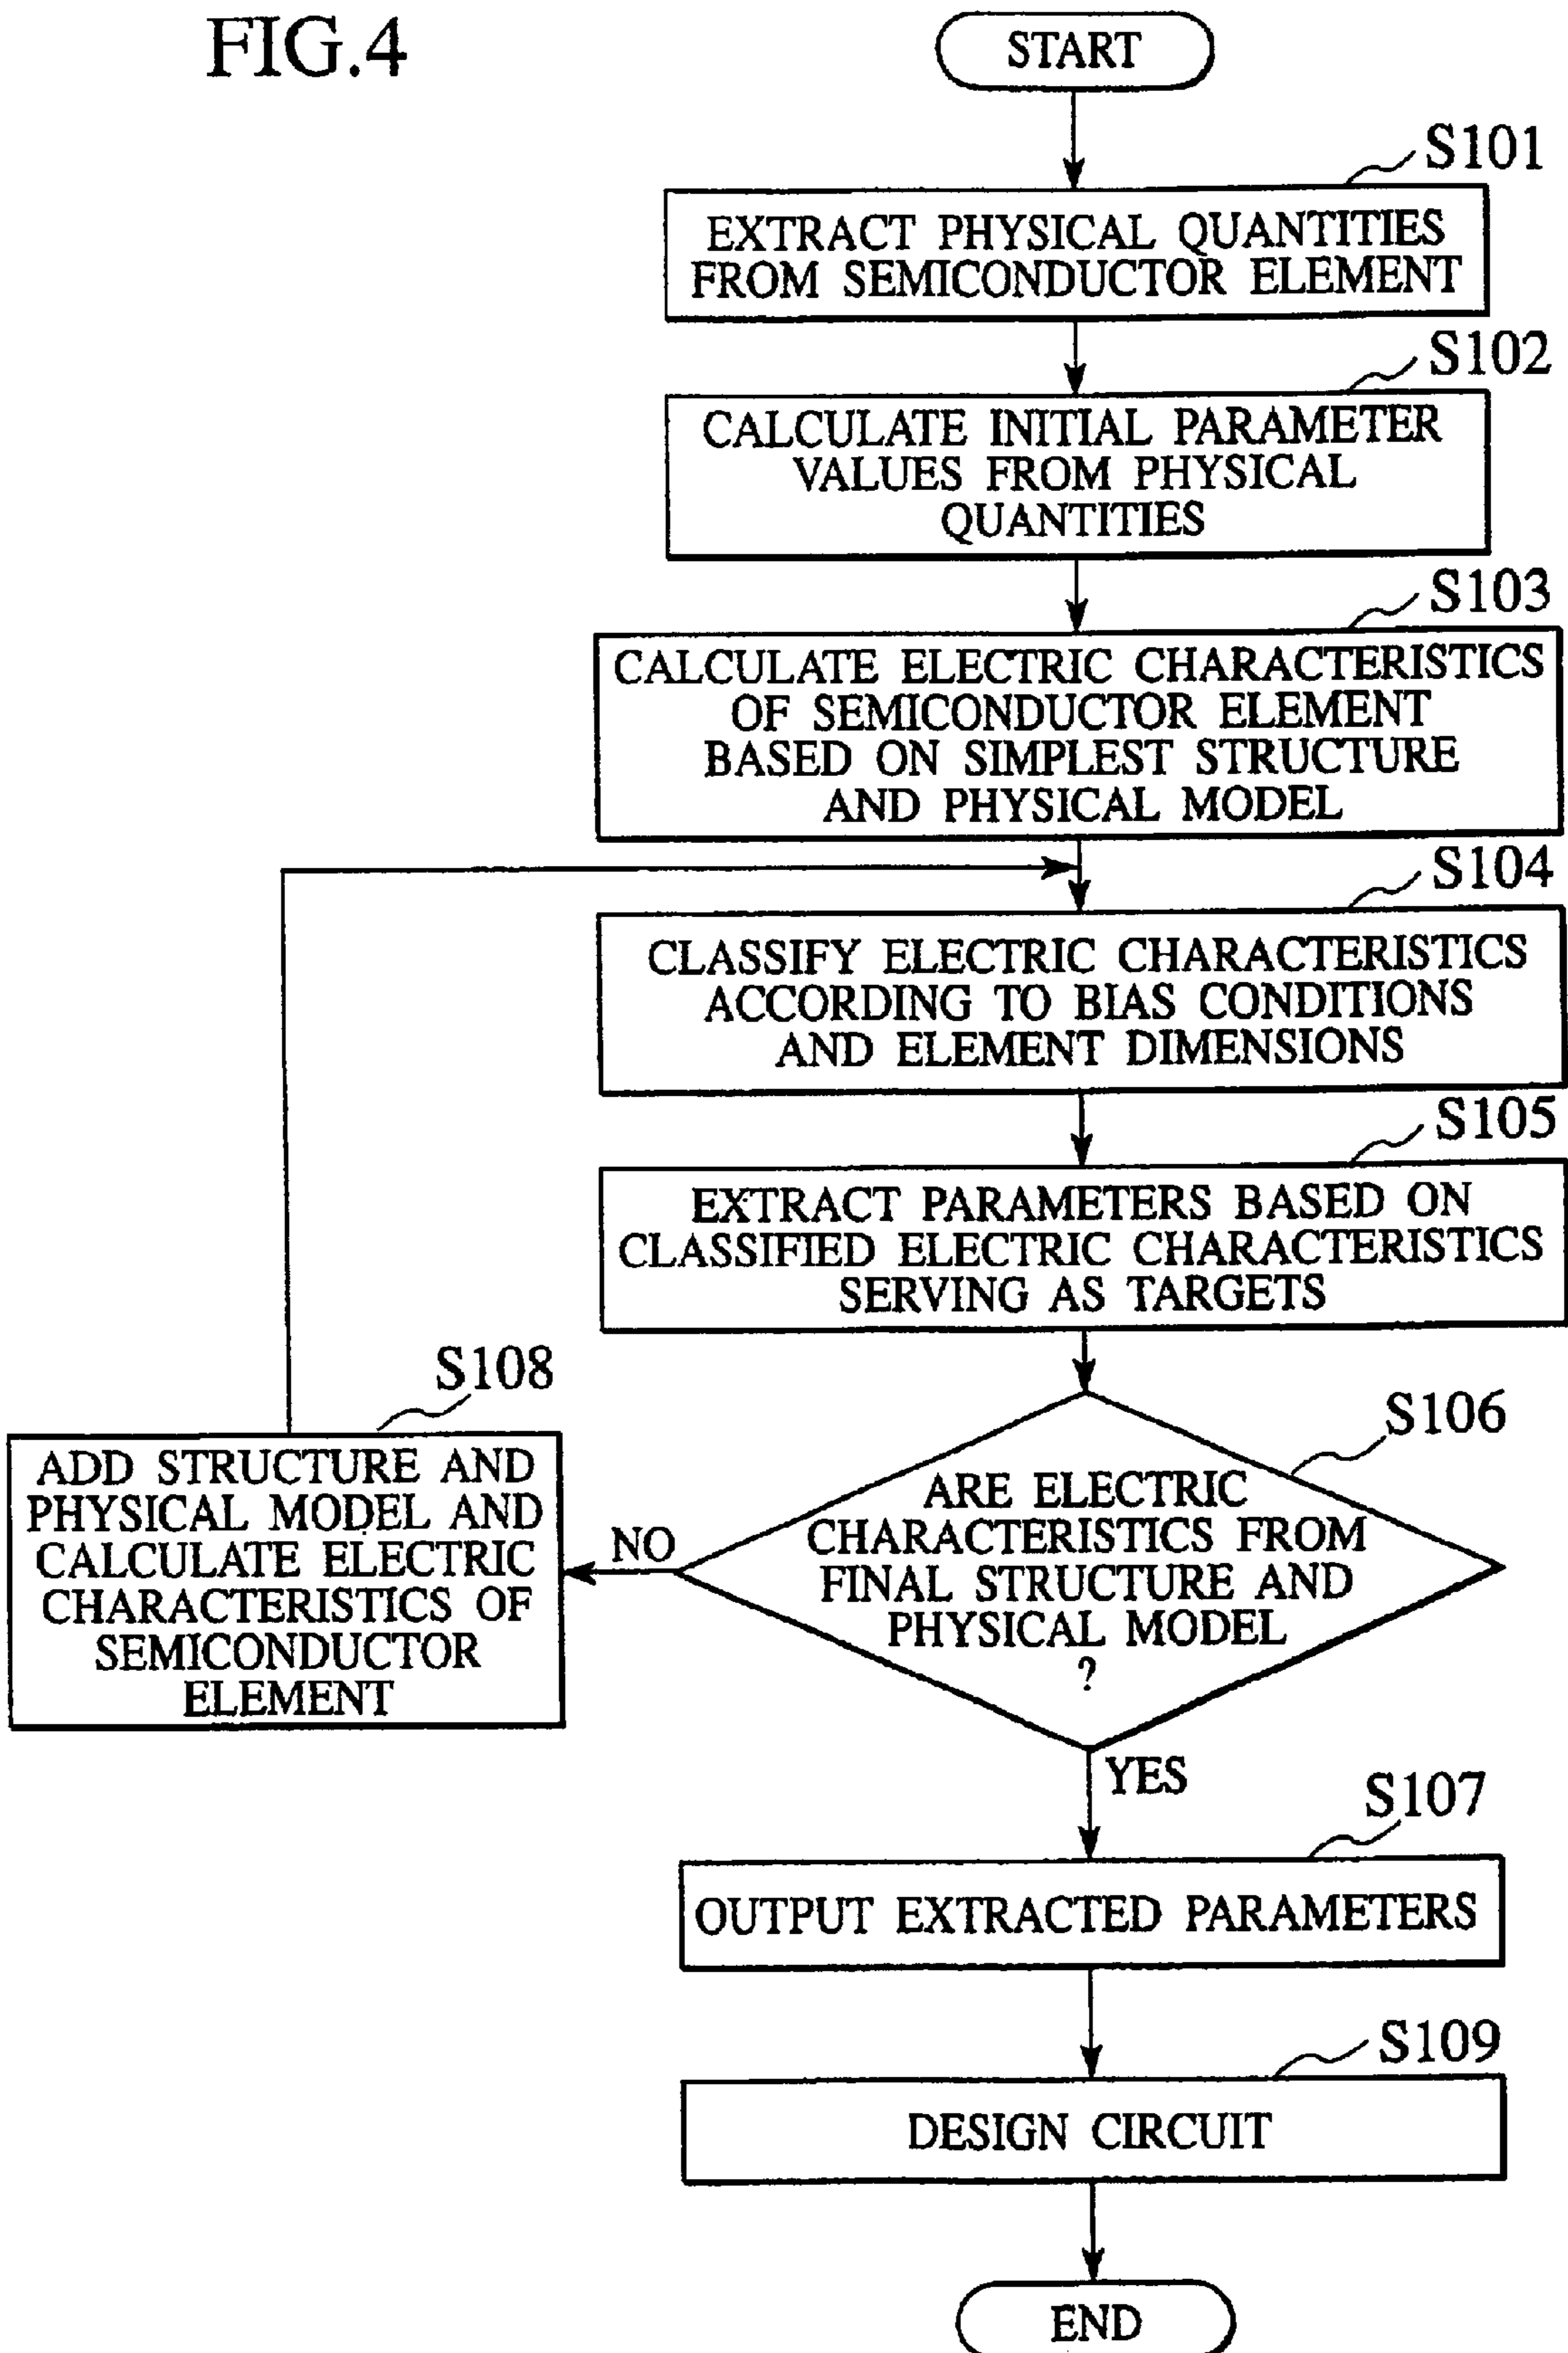 FIG.4
START
S101
EXTRACT PHYSICAL QUANTITIES
FROM SEMICONDUCTOR ELEMENT
S102
CALCULATE INITIAL PARAMETER
VALUES FROM PHYSICAL
QUANTITIES
S103
CALCULATE ELECTRIC CHARACTERISTICS
OF SEMICONDUCTOR ELEMENT
BASED ON SIMPLEST STRUCTURE
AND PHYSICAL MODEL
S104
CLASSIFY ELECTRIC CHARACTERISTICS
ACCORDING TO BIAS CONDITIONS
AND ELEMENT DIMENSIONS
S105
EXTRACT PARAMETERS BASED ON
CLASSIFIED ELECTRIC CHARACTERISTICS
SERVING AS TARGETS
S106
ARE ELECTRIC
CHARACTERISTICS FROM
FINAL STRUCTURE AND
PHYSICAL MODEL
?
NO
S108
ADD STRUCTURE AND
PHYSICAL MODEL AND
CALCULATE ELECTRIC
CHARACTERISTICS OF
SEMICONDUCTOR
ELEMENT
YES
S107
OUTPUT EXTRACTED PARAMETERS
S109
DESIGN CIRCUIT
END